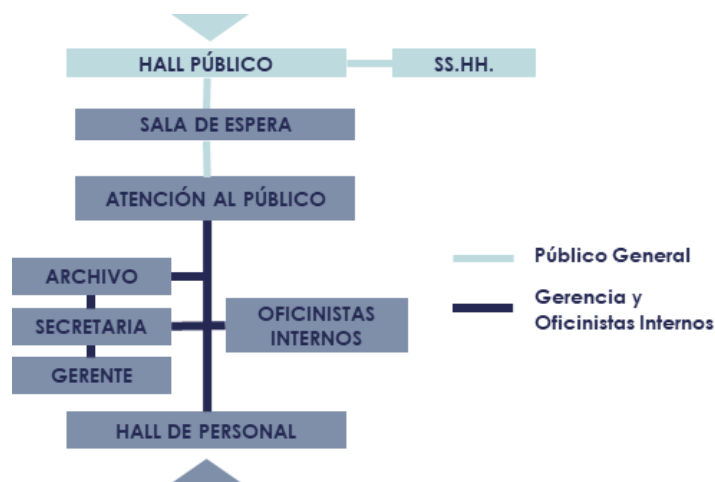 HALL PÚBLICO
SS.HH.
SALA DE ESPERA
ATENCIÓN AL PÚBLICO
ARCHIVO
SECRETARIA
GERENTE
OFICINISTAS
INTERNOS
HALL DE PERSONAL
Público General
Gerencia y
Oficinistas Internos